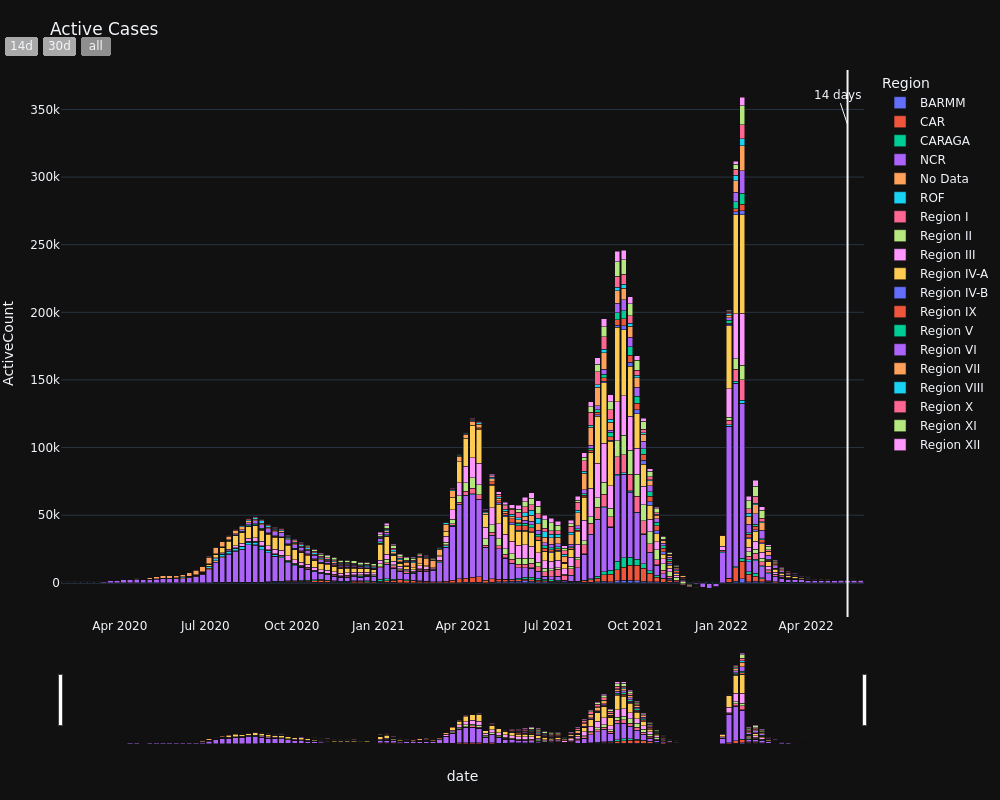 Active Cases
14d 30d all
14 days
Region
BARMM
CAR
CARAGA
NCR
No Data
ROF
Region I
Region II
Region III
Region IV-A
Region IV-B
Region IX
Region V
Region VI
Region VII
Region VIII
Region X
Region XI
Region XII
ActiveCount
350k
300k
250k
200k
150k
100k
50k
0
Apr 2020 Jul 2020 Oct 2020 Jan 2021 Apr 2021 Jul 2021 Oct 2021 Jan 2022 Apr 2022
date